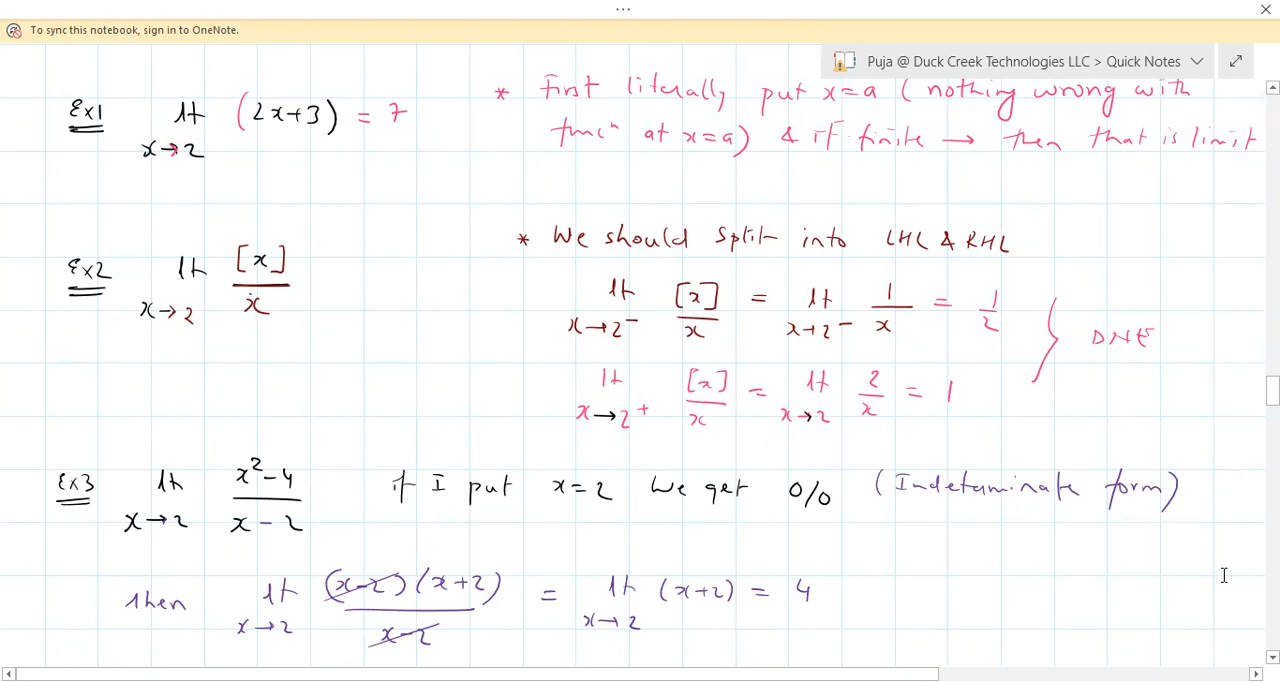 ...
To sync this notebook, sign in to OneNote.
Puja @ Duck Creek Technologies LLC > Quick Notes
Ex1 lt x→2 (2x+3) = 7
* First literally put x=a (nothing wrong with
funcⁿ at x=a) & if finite → then that is limit
Ex2 lt x→2 [x]/x
* We should split into LHL & RHL
lt x→2− [x]/x = lt x→2− 1/x = 1/2
} DNE
lt x→2+ [x]/x = lt x→2 2/x = 1
Ex3 lt x→2 (x²−4)/(x−2) if I put x=2 we get 0/0 (Indeterminate form)
then lt x→2 (x−2)(x+2)/(x−2) = lt x→2 (x+2) = 4